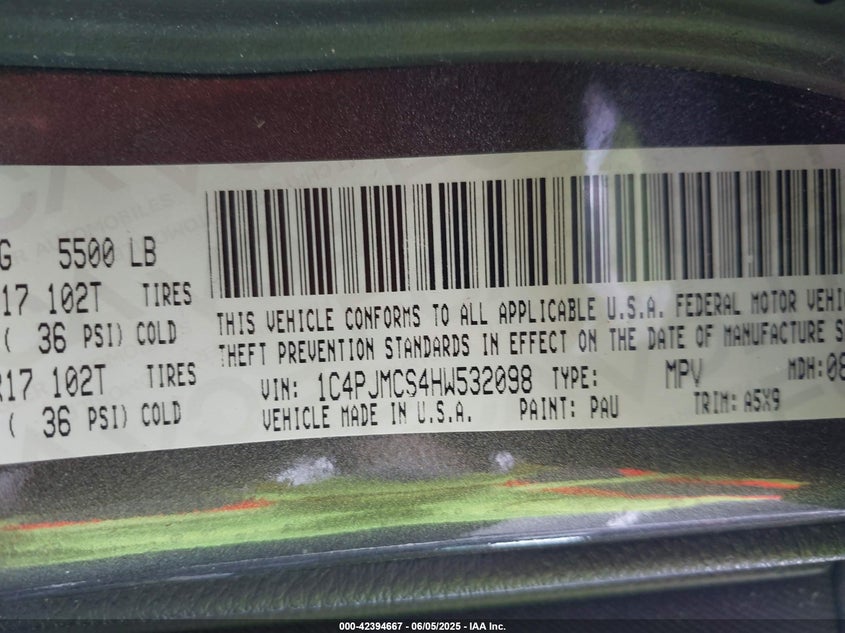 G 5500 LB
17 102T TIRES
( 36 PSI) COLD
R17 102T TIRES
( 36 PSI) COLD
THIS VEHICLE CONFORMS TO ALL APPLICABLE U.S.A. FEDERAL MOTOR VEHI
THEFT PREVENTION STANDARDS IN EFFECT ON THE DATE OF MANUFACTURE S
VIN: 1C4PJMCS4HW532098 TYPE: MPV MDH:08
VEHICLE MADE IN U.S.A. PAINT: PAU TRIM: A5X9
000-42394667 - 06/05/2025 - IAA Inc.